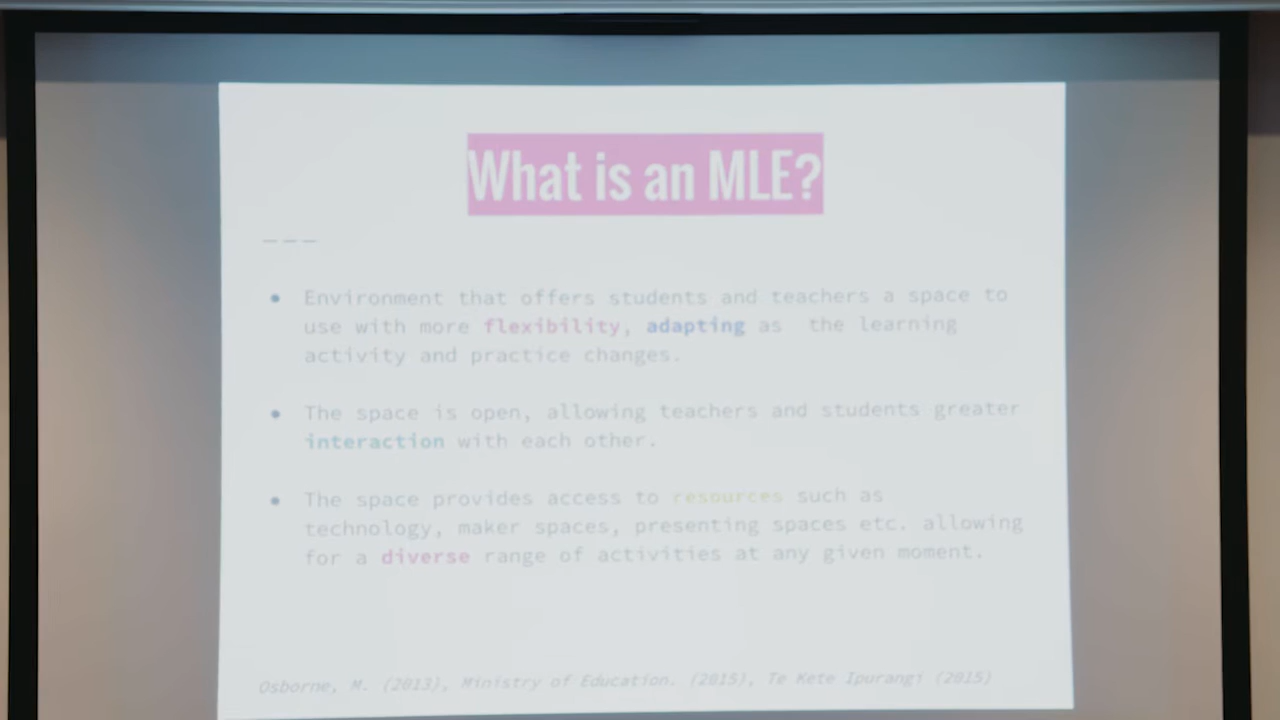 What is an MLE?
Environment that offers students and teachers a space to
use with more flexibility, adapting as the learning
activity and practice changes.
The space is open, allowing teachers and students greater
interaction with each other.
The space provides access to resources such as
technology, maker spaces, presenting spaces etc. allowing
for a diverse range of activities at any given moment.
Osborne, M. (2013), Ministry of Education. (2015), Te Kete Ipurangi (2015)